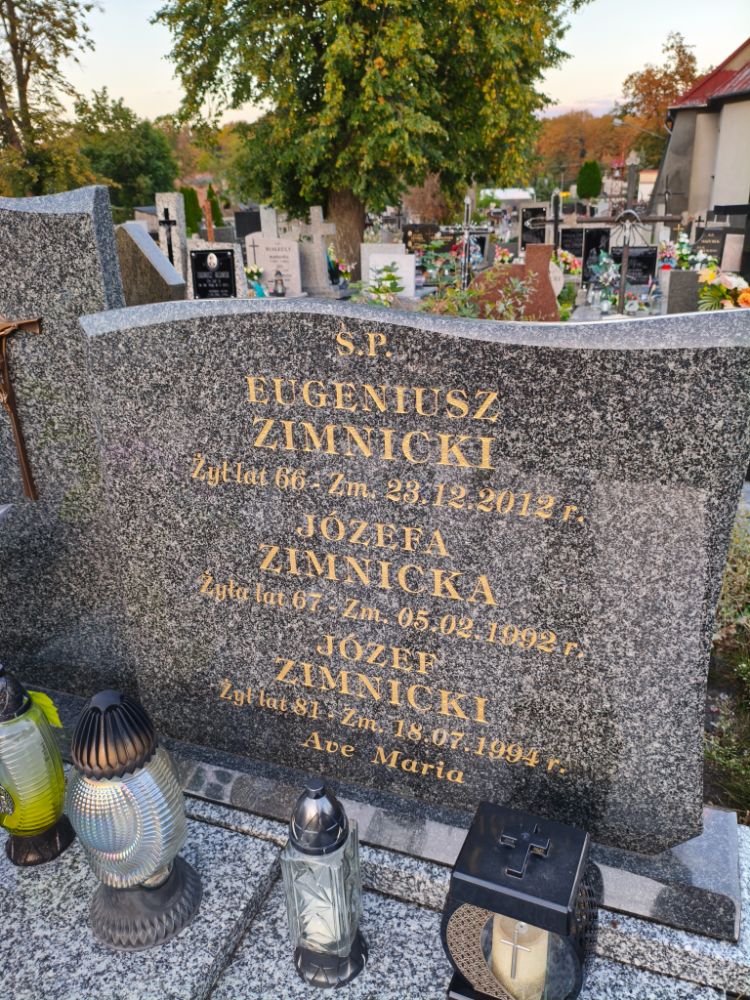 Ś.P.
EUGENIUSZ
ZIMNICKI
Żył lat 66 - Zm. 23.12.2012 r.
JÓZEFA
ZIMNICKA
Żyła lat 67 - Zm. 05.02.1992 r.
JÓZEF
ZIMNICKI
Żył lat 81 - Zm. 18.07.1994 r.
Ave Maria